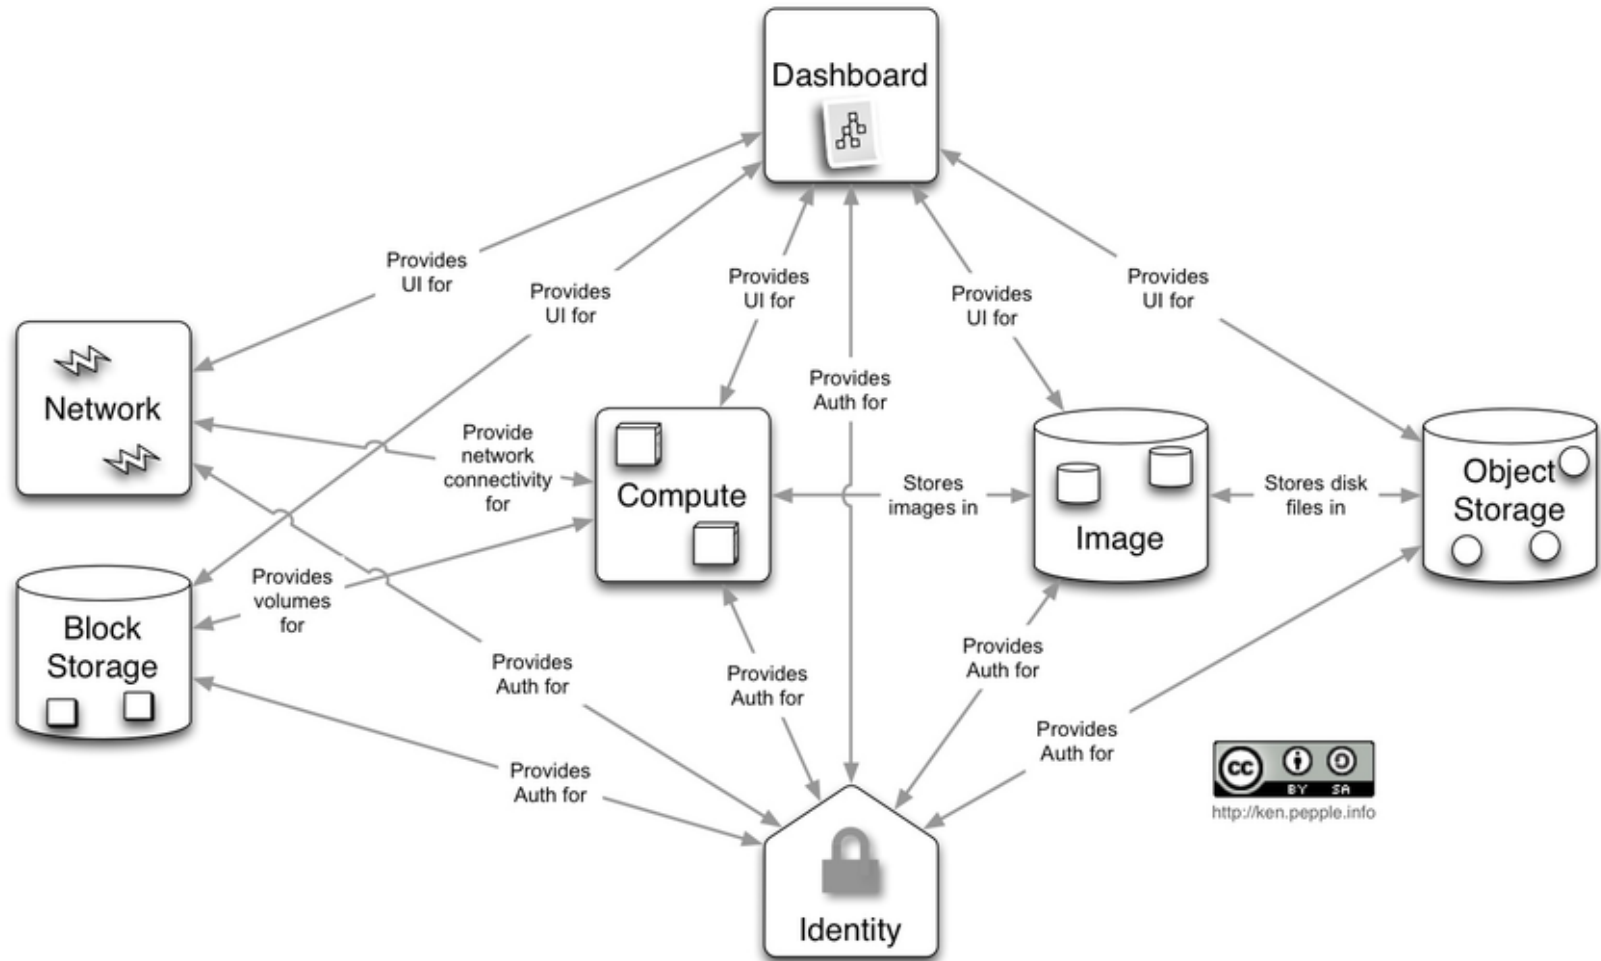 Dashboard
Provides
UI for
Provides
UI for
Provides
UI for
Provides
UI for
Provides
UI for
Provides
Auth for
Network
Provide
network
connectivity
for
Compute
Stores
images in
Image
Stores disk
files in
Object
Storage
Provides
volumes
for
Block
Storage
Provides
Auth for
Provides
Auth for
Provides
Auth for
Provides
Auth for
Provides
Auth for
cc
BY SA
http://ken.pepple.info
Identity